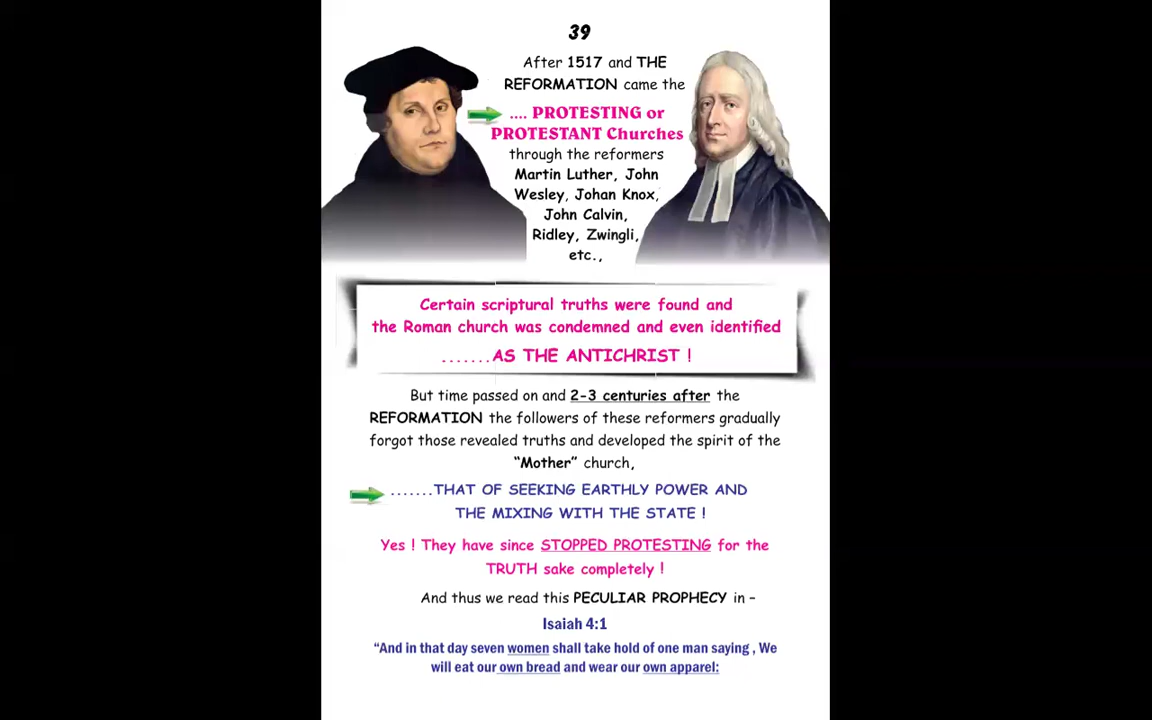 39
After 1517 and THE
REFORMATION came the
.... PROTESTING or
PROTESTANT Churches
through the reformers
Martin Luther, John
Wesley, Johan Knox,
John Calvin,
Ridley, Zwingli,
etc.,
Certain scriptural truths were found and
the Roman church was condemned and even identified
.......AS THE ANTICHRIST !
But time passed on and 2-3 centuries after the
REFORMATION the followers of these reformers gradually
forgot those revealed truths and developed the spirit of the
“Mother” church,
.......THAT OF SEEKING EARTHLY POWER AND
THE MIXING WITH THE STATE !
Yes ! They have since STOPPED PROTESTING for the
TRUTH sake completely !
And thus we read this PECULIAR PROPHECY in –
Isaiah 4:1
“And in that day seven women shall take hold of one man saying , We
will eat our own bread and wear our own apparel: